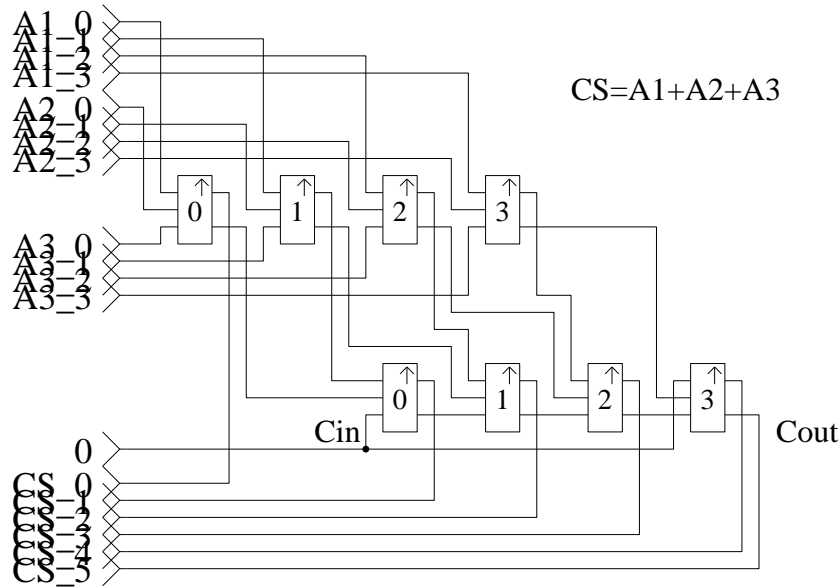 A1_0
A1_1
A1_2
A1_3
CS=A1+A2+A3
A2_0
A2_1
A2_2
A2_3
0
1
2
3
A3_0
A3_1
A3_2
A3_3
0
1
2
3
Cin
Cout
0
CS_0
CS_1
CS_2
CS_3
CS_4
CS_5